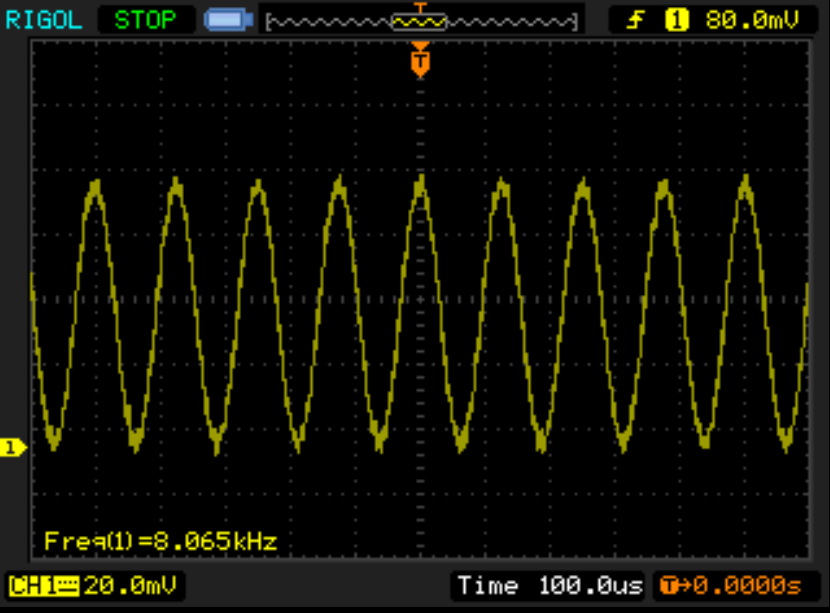 RIGOL STOP T 1 80.0mV
T
1
Freq(1)=8.065kHz
CH1 20.0mV Time 100.0us T→0.0000s